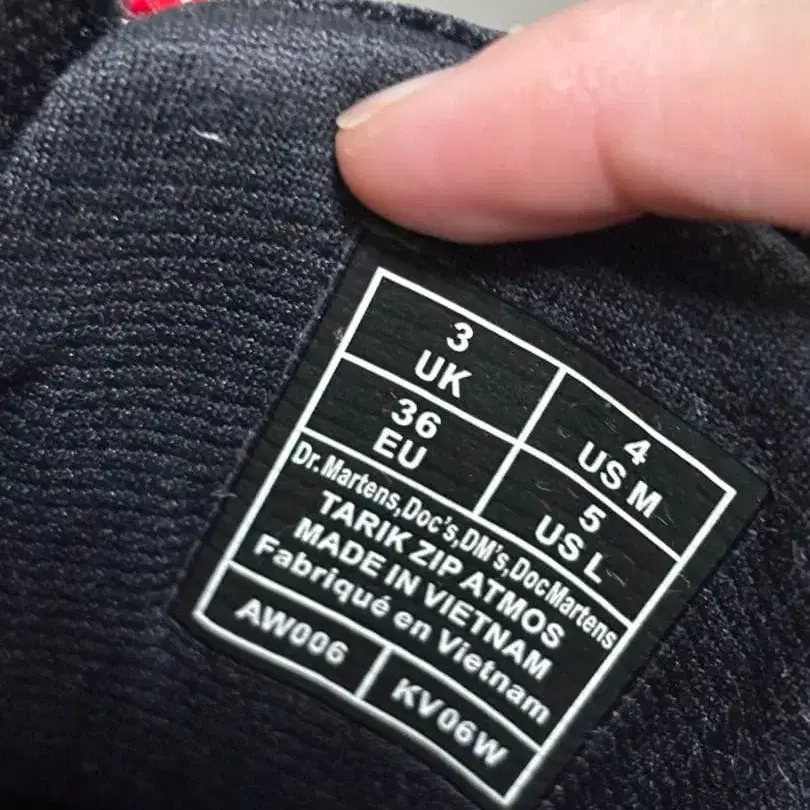 3
UK
4
US M
36
EU
5
US L
Dr.Martens,Doc's,DM's,DocMartens
TARIK ZIP ATMOS
MADE IN VIETNAM
Fabriqué en Vietnam
AW006
KV06W